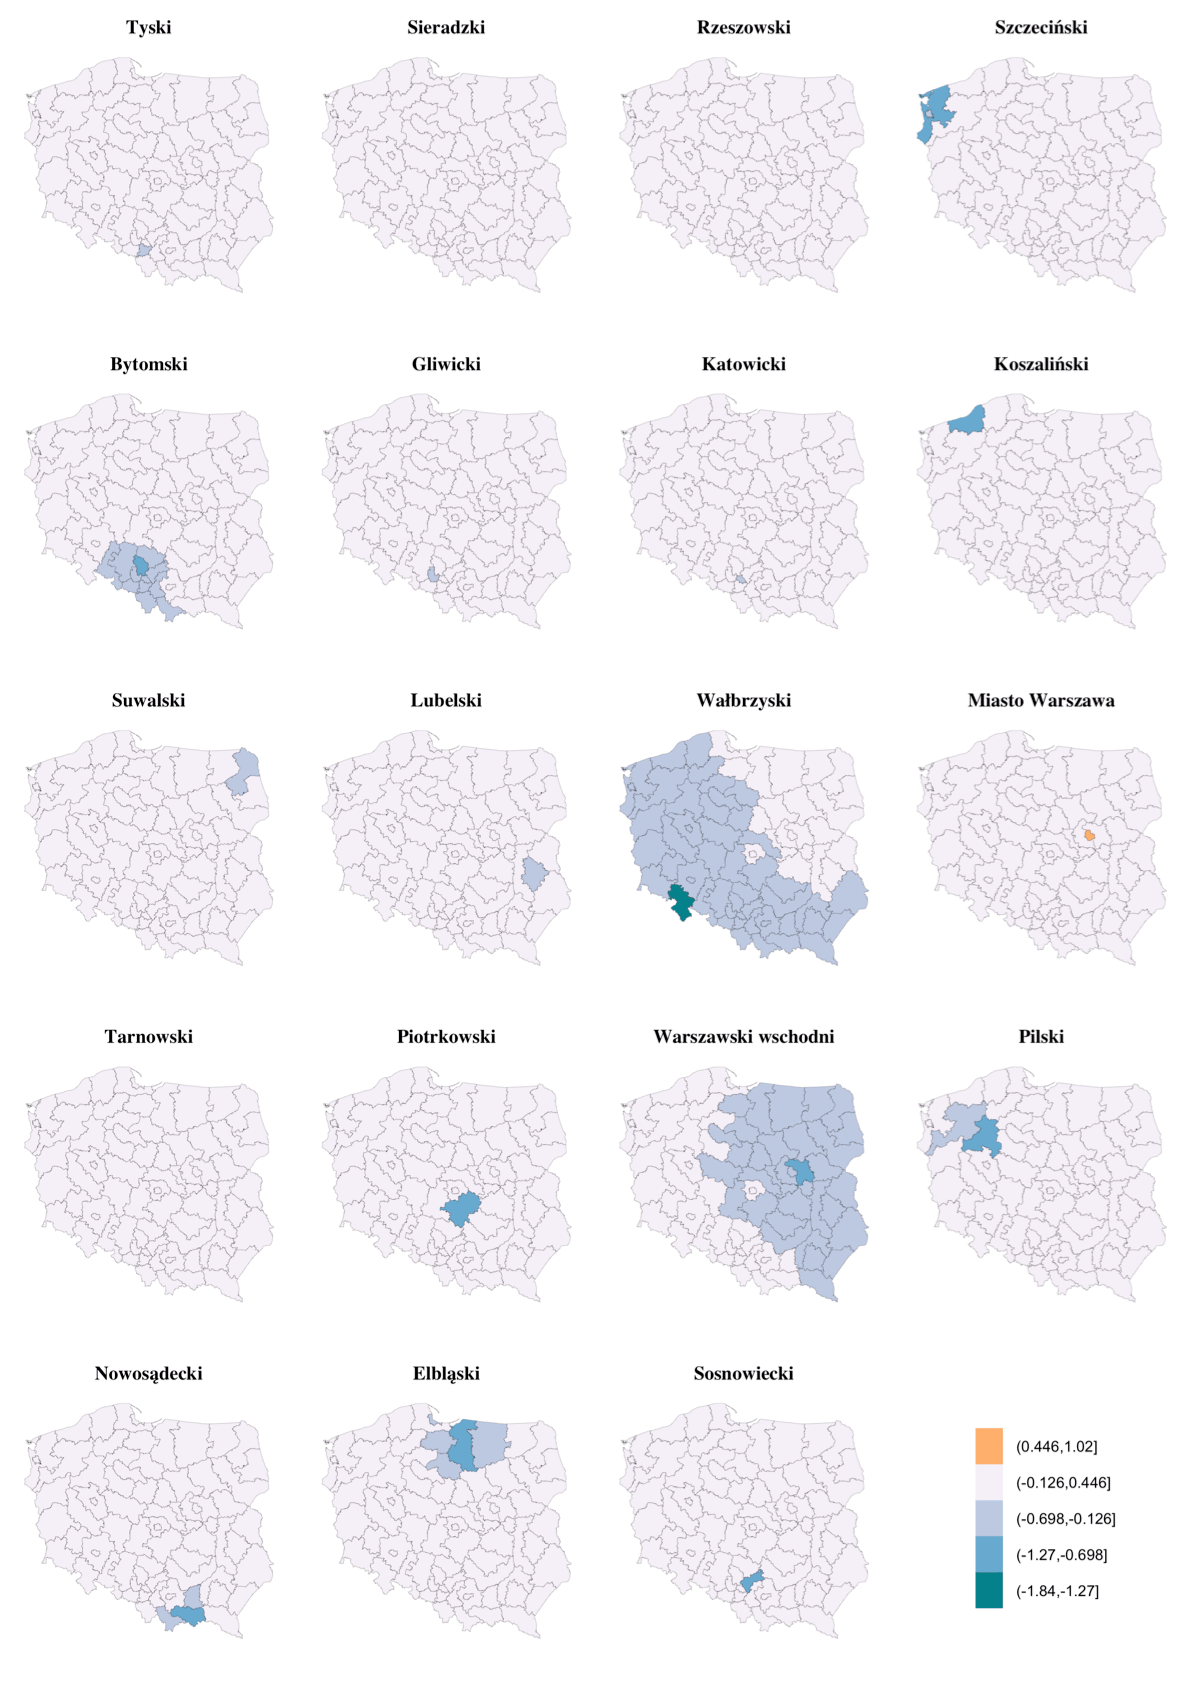 Tyski
Sieradzki
Rzeszowski
Szczeciński
Bytomski
Gliwicki
Katowicki
Koszaliński
Suwalski
Lubelski
Wałbrzyski
Miasto Warszawa
Tarnowski
Piotrkowski
Warszawski wschodni
Pilski
Nowosądecki
Elbląski
Sosnowiecki
(0.446,1.02]
(-0.126,0.446]
(-0.698,-0.126]
(-1.27,-0.698]
(-1.84,-1.27]